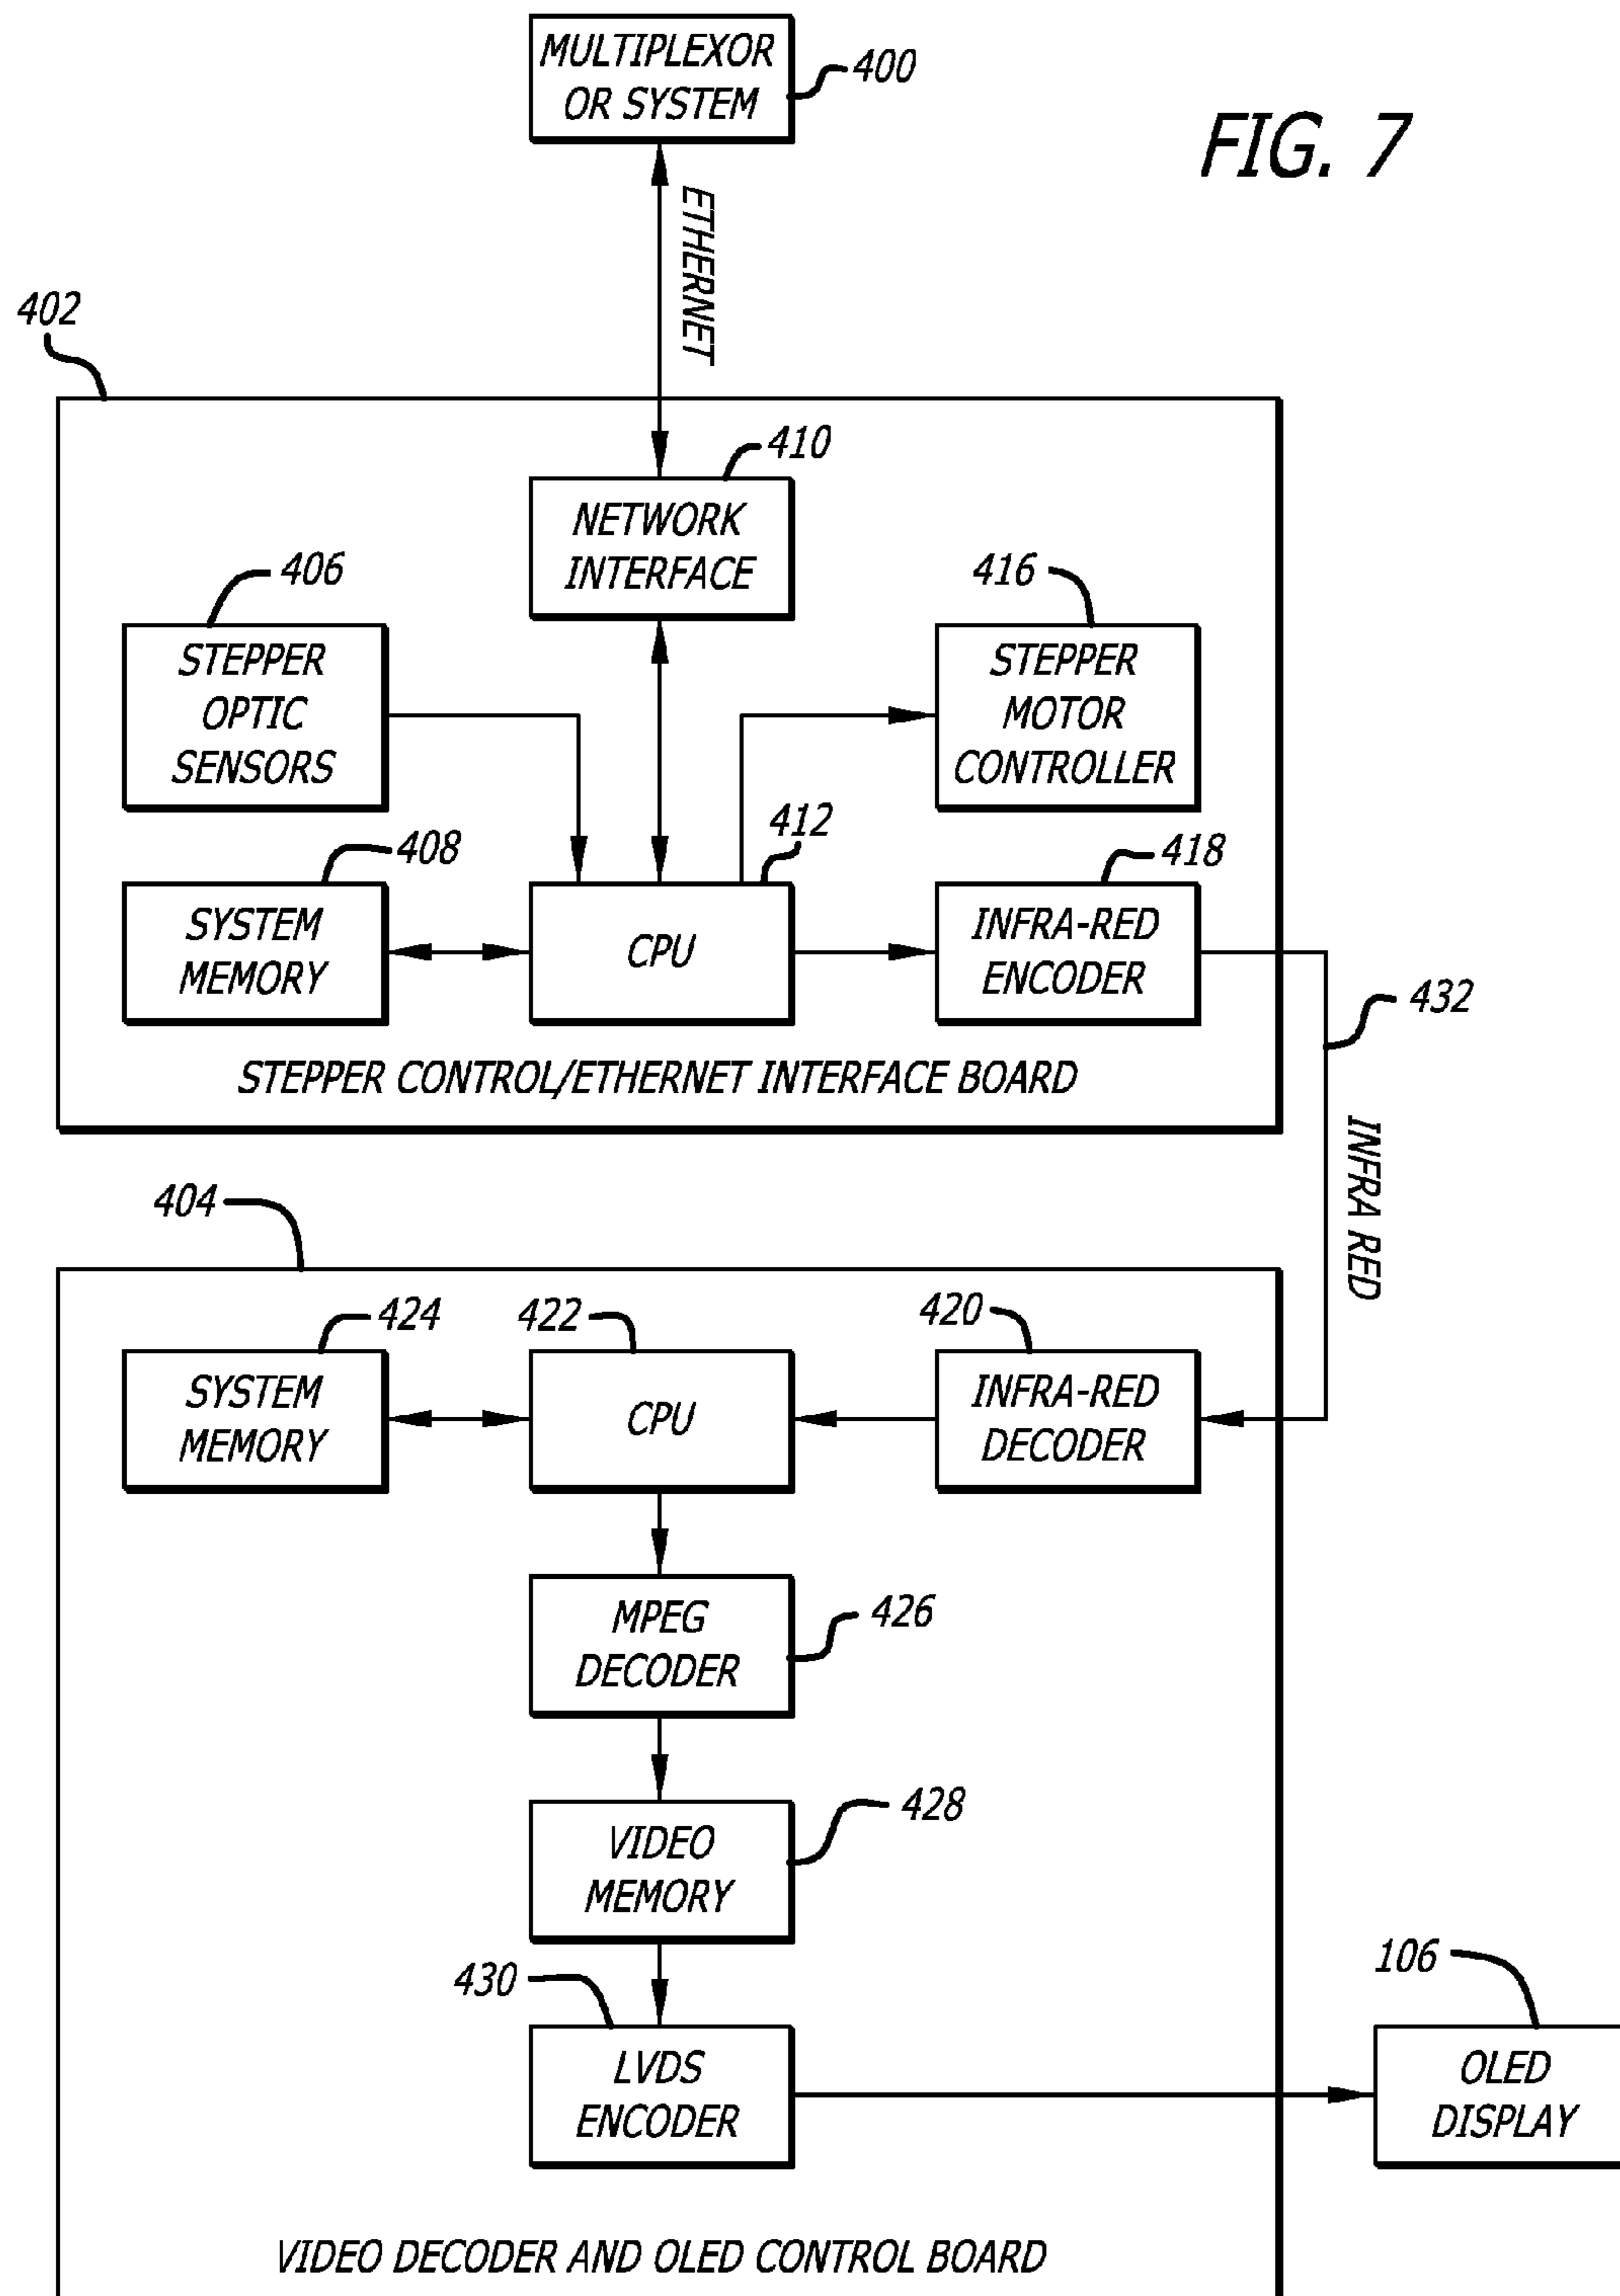 MULTIPLEXOR
OR SYSTEM
400
FIG. 7
ETHERNET
402
410
NETWORK
INTERFACE
406
STEPPER
OPTIC
SENSORS
416
STEPPER
MOTOR
CONTROLLER
408
SYSTEM
MEMORY
412
CPU
418
INFRA-RED
ENCODER
432
STEPPER CONTROL/ETHERNET INTERFACE BOARD
INFRA RED
404
424
SYSTEM
MEMORY
422
CPU
420
INFRA-RED
DECODER
MPEG
DECODER
426
VIDEO
MEMORY
428
430
LVDS
ENCODER
106
OLED
DISPLAY
VIDEO DECODER AND OLED CONTROL BOARD